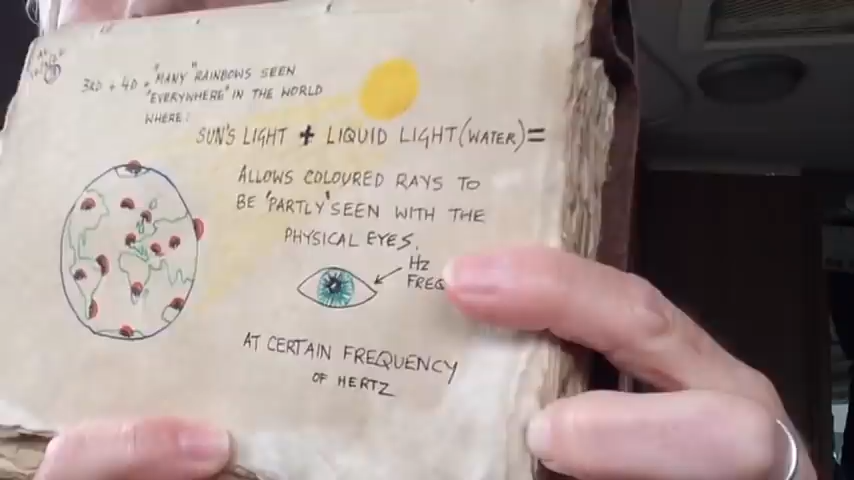 3RD + 4D = "MANY" RAINBOWS SEEN
"EVERYWHERE" IN THE WORLD
WHERE:
SUN'S LIGHT + LIQUID LIGHT (WATER) =
ALLOWS COLOURED RAYS TO
BE "PARTLY" SEEN WITH THE
PHYSICAL EYES.
HZ
FREQ
AT CERTAIN FREQUENCY
OF HERTZ